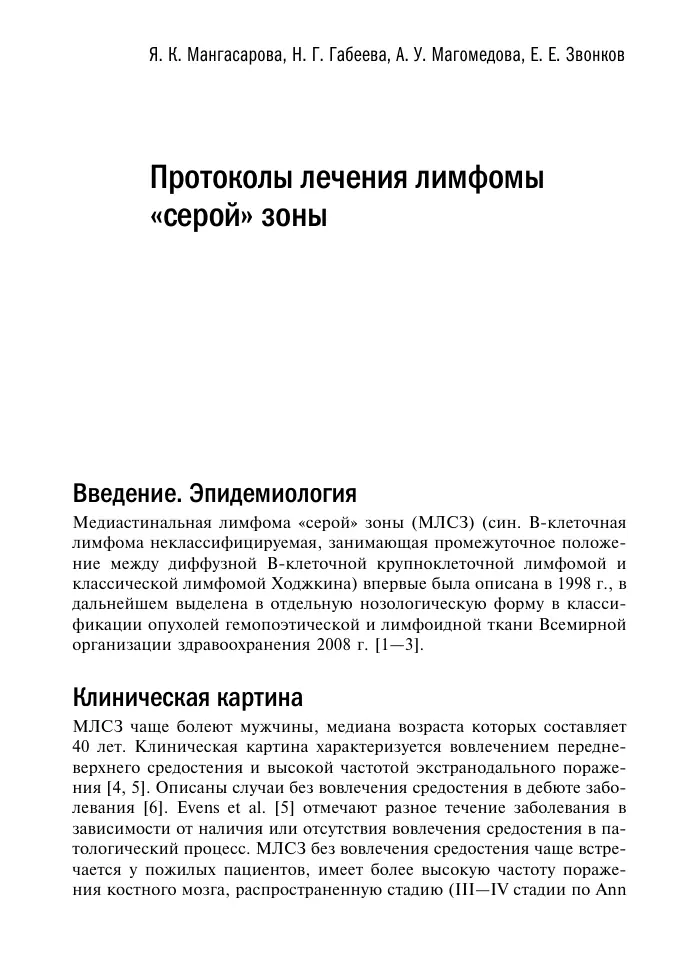 Я. К. Мангасарова, Н. Г. Габеева, А. У. Магомедова, Е. Е. Звонков
Протоколы лечения лимфомы
«серой» зоны
Введение. Эпидемиология
Медиастинальная лимфома «серой» зоны (МЛСЗ) (син. В-клеточная
лимфома неклассифицируемая, занимающая промежуточное положе-
ние между диффузной В-клеточной крупноклеточной лимфомой и
классической лимфомой Ходжкина) впервые была описана в 1998 г., в
дальнейшем выделена в отдельную нозологическую форму в класси-
фикации опухолей гемопоэтической и лимфоидной ткани Всемирной
организации здравоохранения 2008 г. [1—3].
Клиническая картина
МЛСЗ чаще болеют мужчины, медиана возраста которых составляет
40 лет. Клиническая картина характеризуется вовлечением передне-
верхнего средостения и высокой частотой экстранодального пораже-
ния [4, 5]. Описаны случаи без вовлечения средостения в дебюте забо-
левания [6]. Evens et al. [5] отмечают разное течение заболевания в
зависимости от наличия или отсутствия вовлечения средостения в па-
тологический процесс. МЛСЗ без вовлечения средостения чаще встре-
чается у пожилых пациентов, имеет более высокую частоту пораже-
ния костного мозга, распространенную стадию (III—IV стадии по Ann